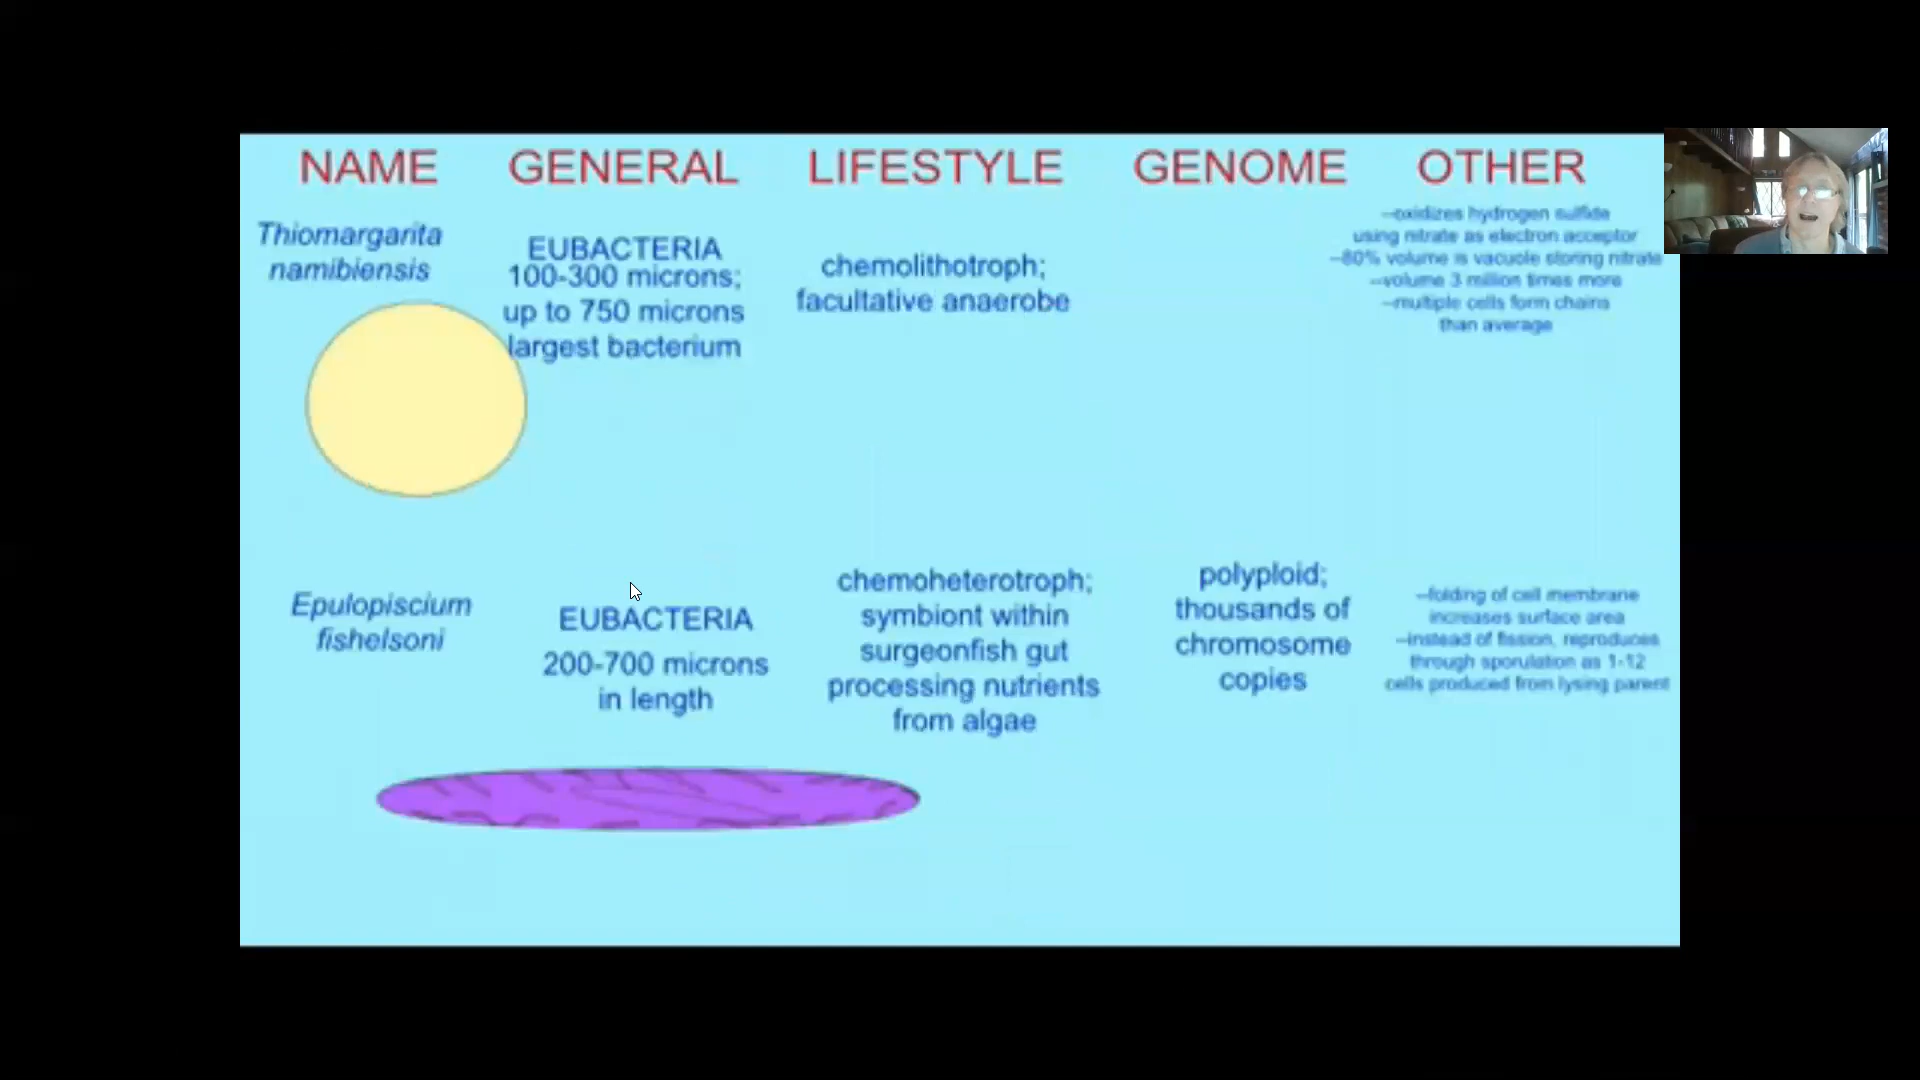 NAME GENERAL LIFESTYLE GENOME OTHER
Thiomargarita
namibiensis
EUBACTERIA
100-300 microns;
up to 750 microns
largest bacterium
chemolithotroph;
facultative anaerobe
--oxidizes hydrogen sulfide
using nitrate as electron acceptor
--80% volume is vacuole storing nitrate
--volume 3 million times more
--multiple cells form chains
than average
Epulopiscium
fishelsoni
EUBACTERIA
200-700 microns
in length
chemoheterotroph;
symbiont within
surgeonfish gut
processing nutrients
from algae
polyploid;
thousands of
chromosome
copies
--folding of cell membrane
increases surface area
--instead of fission, reproduces
through sporulation as 1-12
cells produced from lysing parent